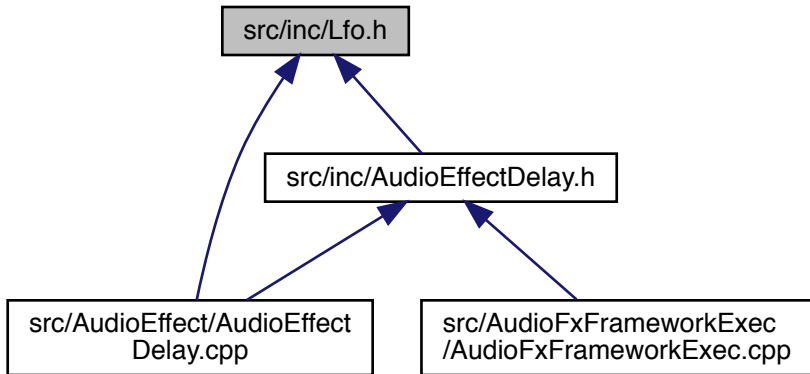 src/inc/Lfo.h
src/inc/AudioEffectDelay.h
src/AudioEffect/AudioEffect
Delay.cpp
src/AudioFxFrameworkExec
/AudioFxFrameworkExec.cpp